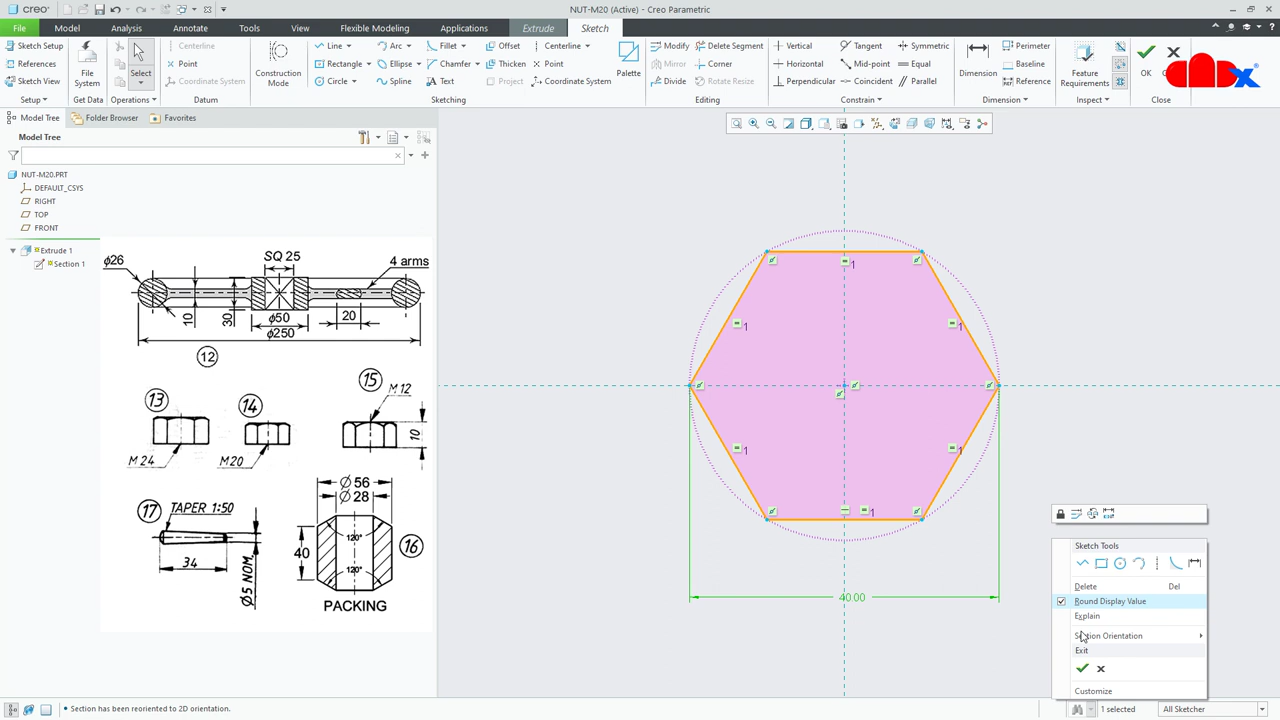 creo NUT-M20 (Active) - Creo Parametric
File Model Analysis Annotate Tools View Flexible Modeling Applications Extrude Sketch
Sketch Setup
References
Sketch View
Setup
File System
Get Data
Select
Operations
Centerline
Point
Coordinate System
Datum
Construction Mode
Line Arc Fillet Offset Centerline
Rectangle Ellipse Chamfer Thicken Point
Circle Spline Text Project Coordinate System
Palette
Sketching
Modify Delete Segment
Mirror Corner
Divide Rotate Resize
Editing
Vertical Tangent Symmetric
Horizontal Mid-point Equal
Perpendicular Coincident Parallel
Constrain
Dimension
Perimeter
Baseline
Reference
Dimension
Feature Requirements
Inspect
OK
Close
CADX
Model Tree Folder Browser Favorites
Model Tree
NUT-M20.PRT
DEFAULT_CSYS
RIGHT
TOP
FRONT
Extrude 1
Section 1
SQ 25
ϕ26
4 arms
10
30
20
ϕ50
ϕ250
12
13
14
15
M 12
10
M 24
M20
17
TAPER 1:50
34
ϕ5 NOM.
Ø 56
Ø 28
40
120°
120°
16
PACKING
1
1
1
1
1
1
40.00
Sketch Tools
Delete Del
Round Display Value
Explain
Section Orientation
Exit
Customize
Section has been reoriented to 2D orientation.
1 selected
All Sketcher